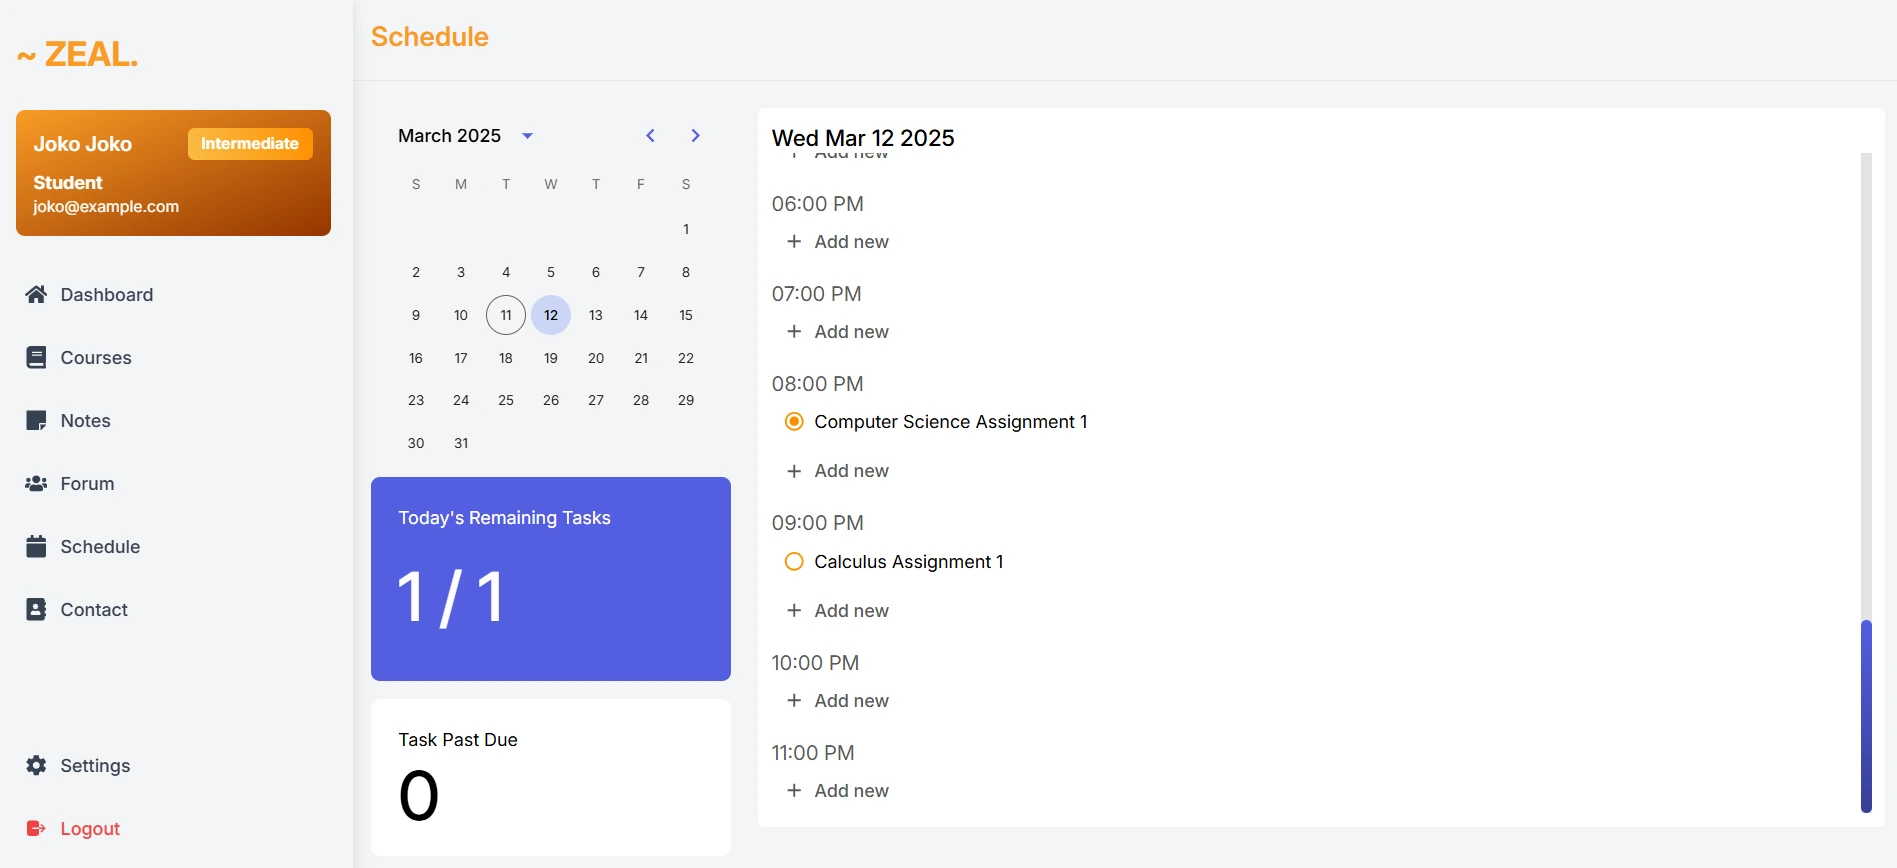 ~ ZEAL.
Joko Joko
Intermediate
Student
joko@example.com
Dashboard
Courses
Notes
Forum
Schedule
Contact
Settings
Logout
Schedule
March 2025
S M T W T F S
1
2 3 4 5 6 7 8
9 10 11 12 13 14 15
16 17 18 19 20 21 22
23 24 25 26 27 28 29
30 31
Today's Remaining Tasks
1 / 1
Task Past Due
0
Wed Mar 12 2025
+ Add new
06:00 PM
+ Add new
07:00 PM
+ Add new
08:00 PM
Computer Science Assignment 1
+ Add new
09:00 PM
Calculus Assignment 1
+ Add new
10:00 PM
+ Add new
11:00 PM
+ Add new